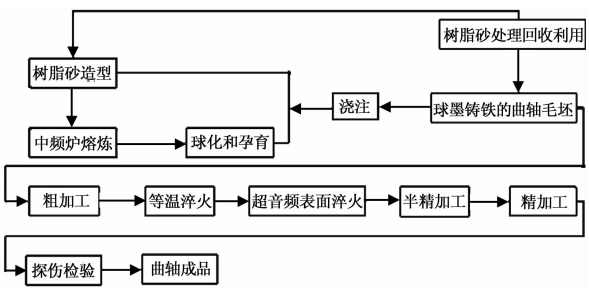 树脂砂处理回收利用
树脂砂造型
浇注
球墨铸铁的曲轴毛坯
中频炉熔炼
球化和孕育
粗加工
等温淬火
超音频表面淬火
半精加工
精加工
探伤检验
曲轴成品